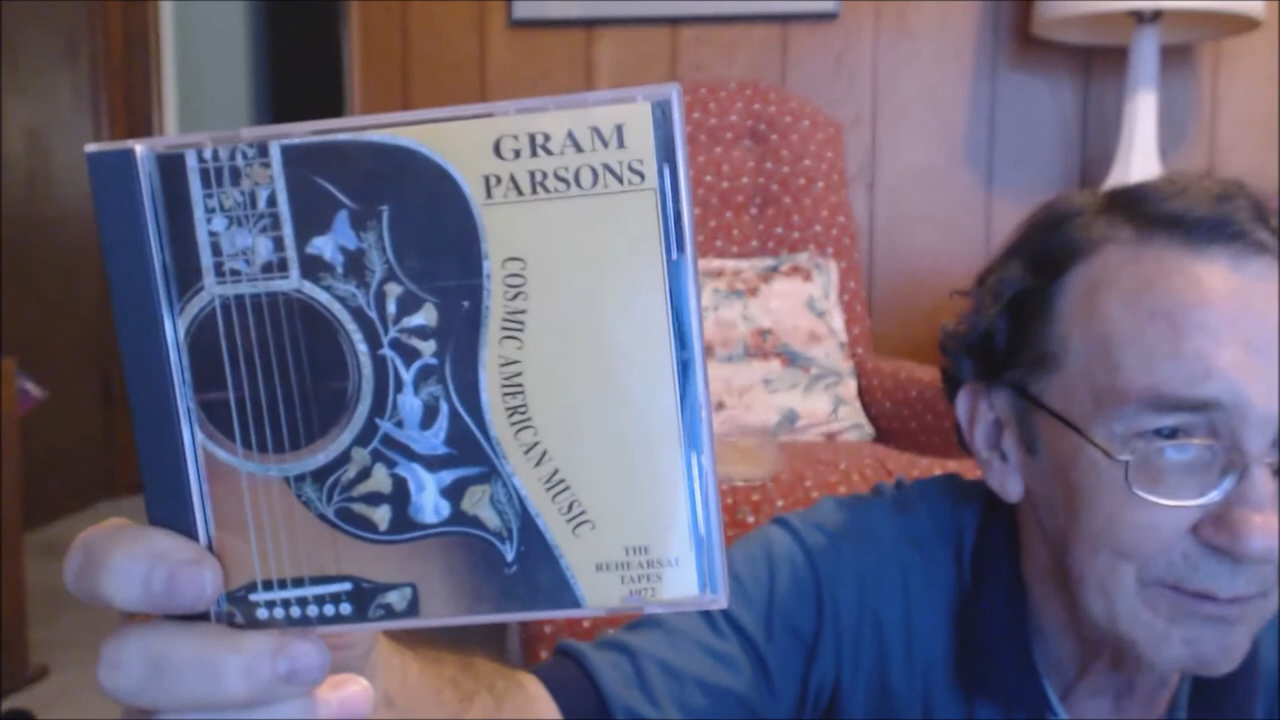 GRAM
PARSONS
COSMIC AMERICAN MUSIC
THE
REHEARSAL
TAPES
1972